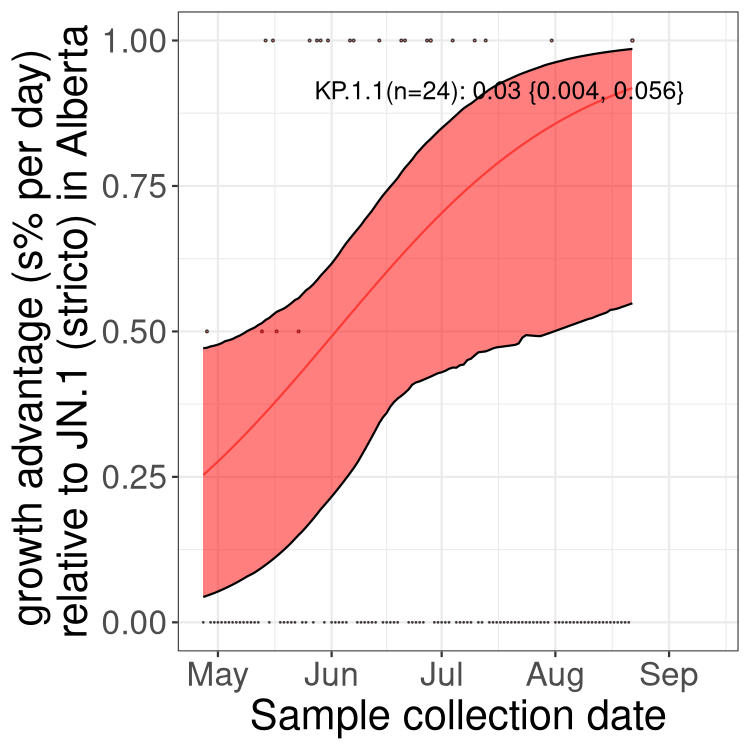 growth advantage (s% per day)
relative to JN.1 (stricto) in Alberta
1.00
0.75
0.50
0.25
0.00
KP.1.1(n=24): 0.03 {0.004, 0.056}
May Jun Jul Aug Sep
Sample collection date